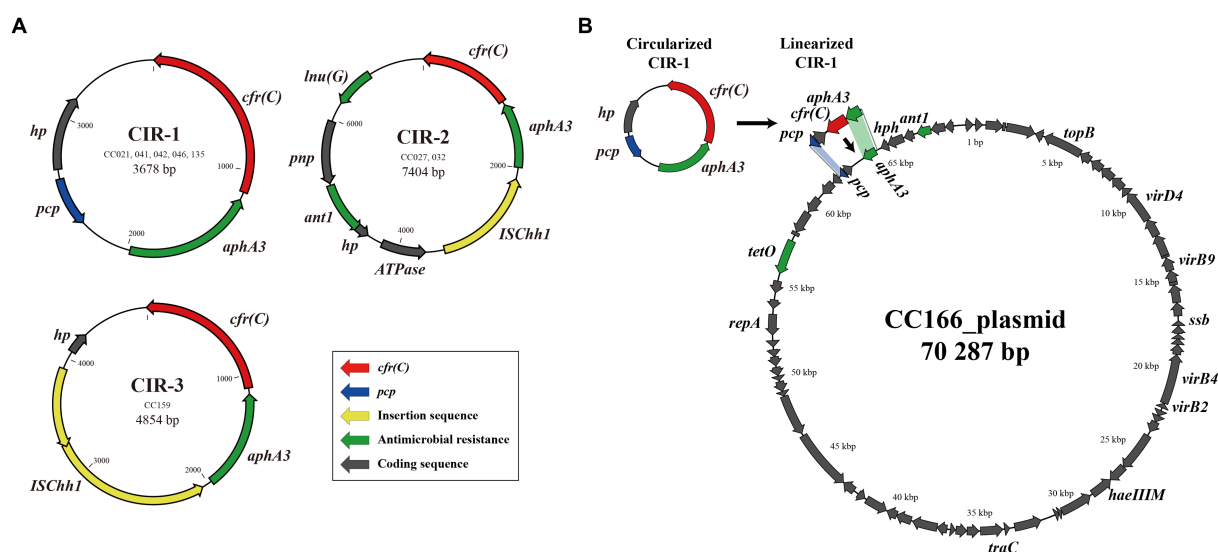 A
cfr(C)
1
hp
3000
CIR-1
CC021, 041, 042, 046, 135
3678 bp
1000
pcp
2000
aphA3
cfr(C)
lnu(G)
1
6000
aphA3
CIR-2
CC027, 032
7404 bp
pnp
2000
ant1
hp
4000
ISChh1
ATPase
cfr(C)
1
hp
4000
CIR-3
CC159
4854 bp
1000
3000
2000
aphA3
ISChh1
cfr(C)
pcp
Insertion sequence
Antimicrobial resistance
Coding sequence
B
Circularized
CIR-1
Linearized
CIR-1
cfr(C)
hp
pcp
aphA3
aphA3
cfr(C)
pcp
hph
ant1
aphA3
pcp
65 kbp
1 bp
topB
5 kbp
virD4
10 kbp
virB9
15 kbp
ssb
20 kbp
virB4
virB2
25 kbp
haeIIIM
30 kbp
35 kbp
traC
40 kbp
45 kbp
50 kbp
repA
55 kbp
tetO
60 kbp
CC166_plasmid
70 287 bp